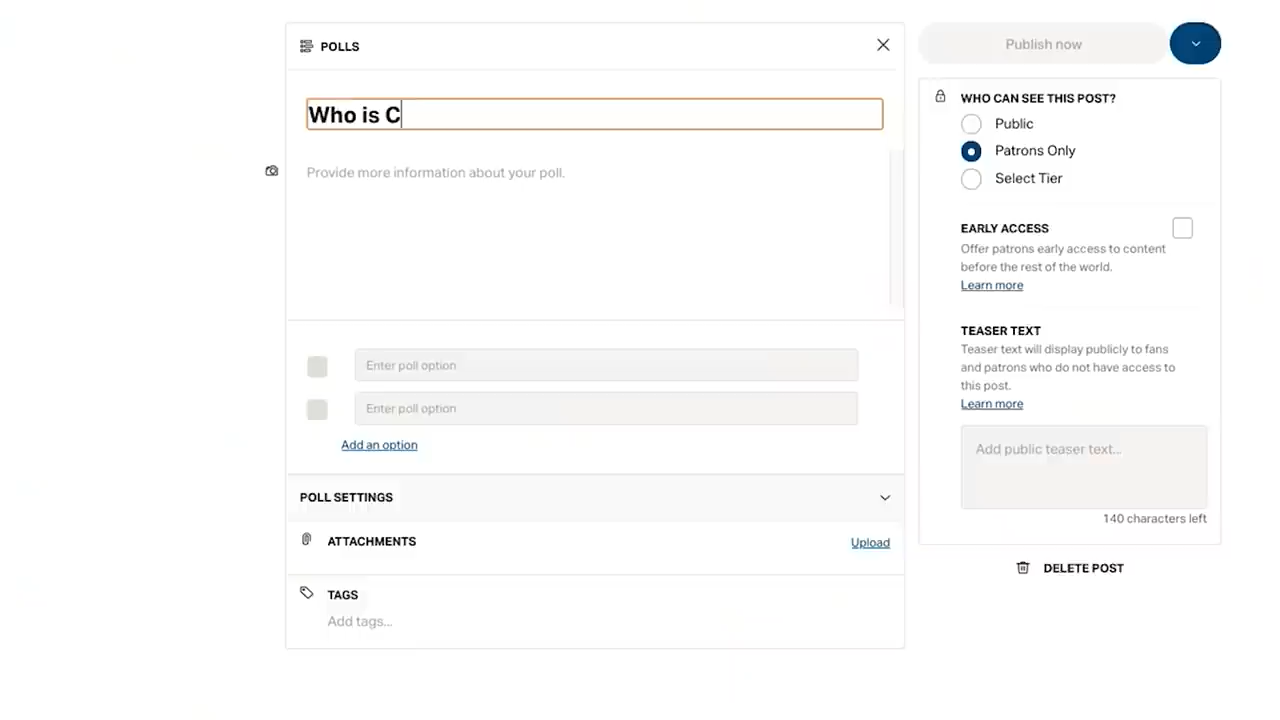 POLLS
Who is C
Provide more information about your poll.
Enter poll option
Enter poll option
Add an option
POLL SETTINGS
ATTACHMENTS
Upload
TAGS
Add tags...
Publish now
WHO CAN SEE THIS POST?
Public
Patrons Only
Select Tier
EARLY ACCESS
Offer patrons early access to content
before the rest of the world.
Learn more
TEASER TEXT
Teaser text will display publicly to fans
and patrons who do not have access to
this post.
Learn more
Add public teaser text...
140 characters left
DELETE POST